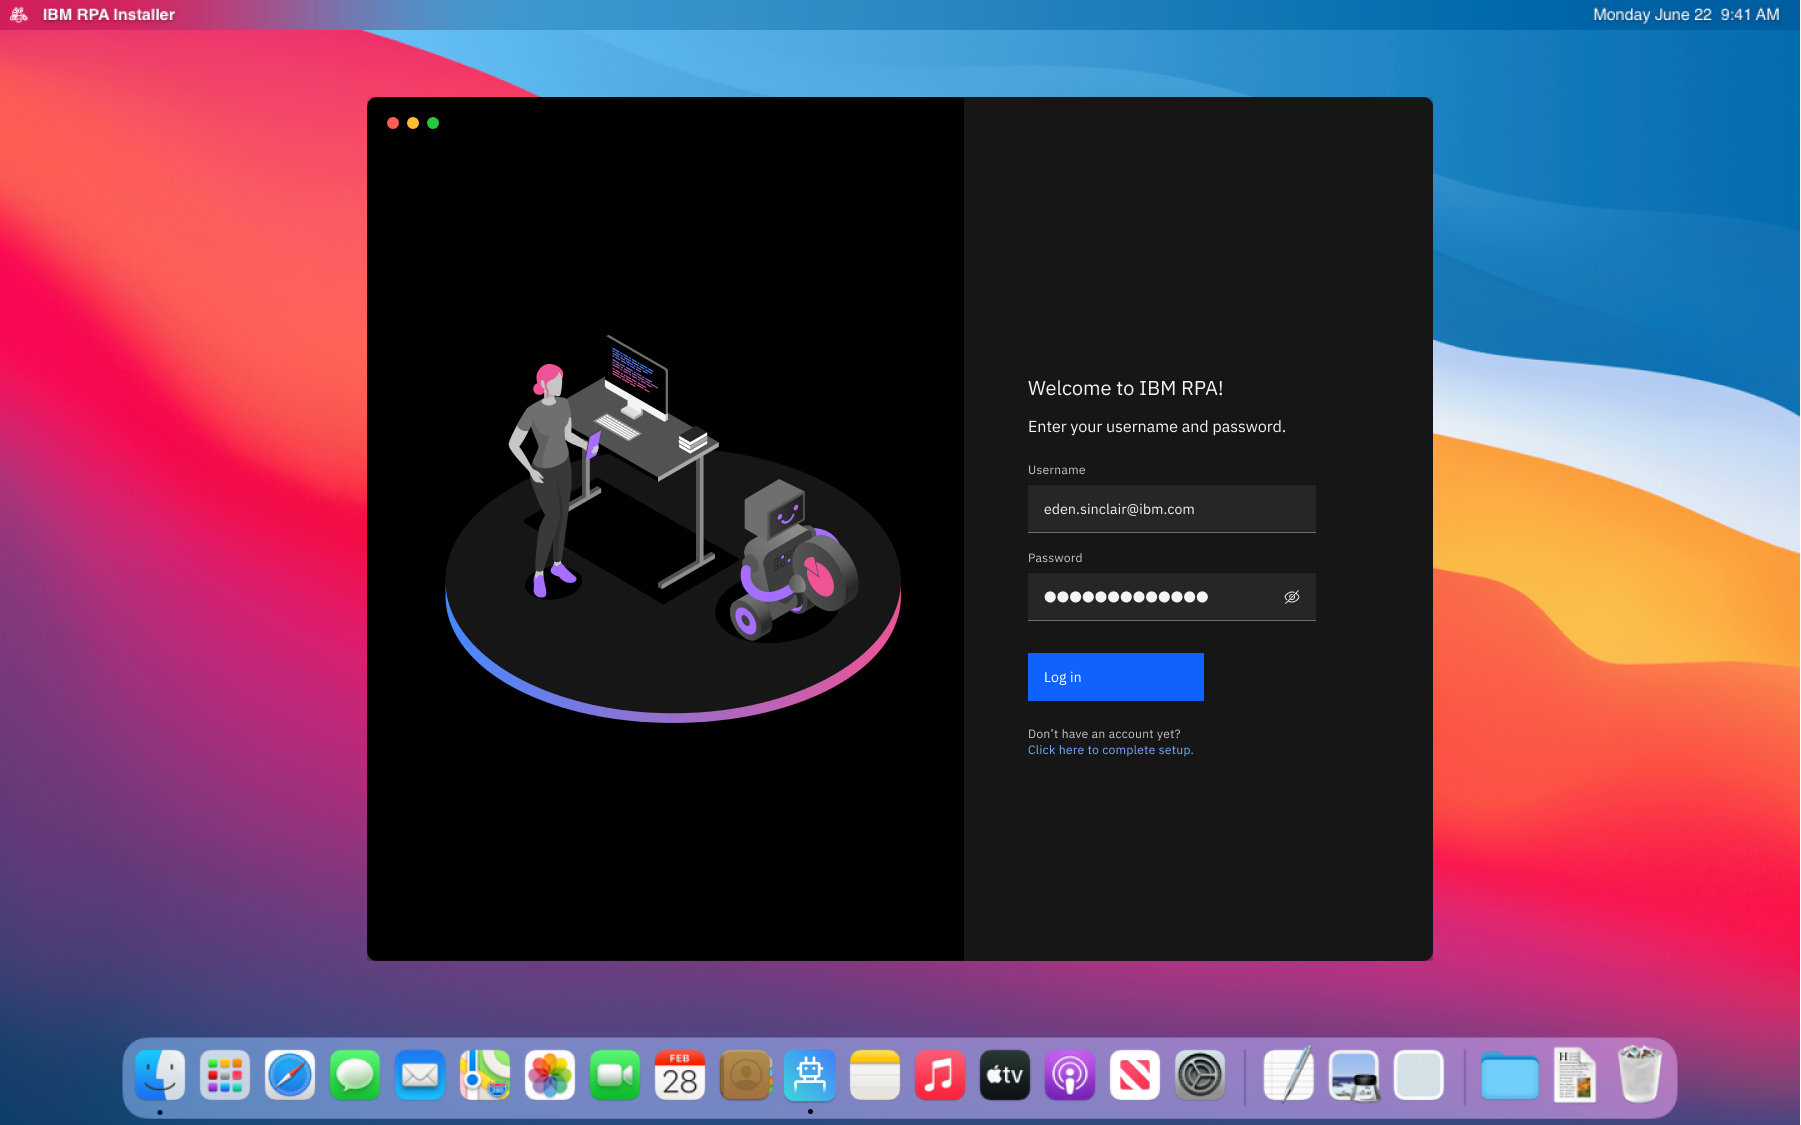 IBM RPA Installer
Monday June 22 9:41 AM
Welcome to IBM RPA!
Enter your username and password.
Username
eden.sinclair@ibm.com
Password
●●●●●●●●●●●●●
Log in
Don’t have an account yet?
Click here to complete setup.
FEB
28
tv